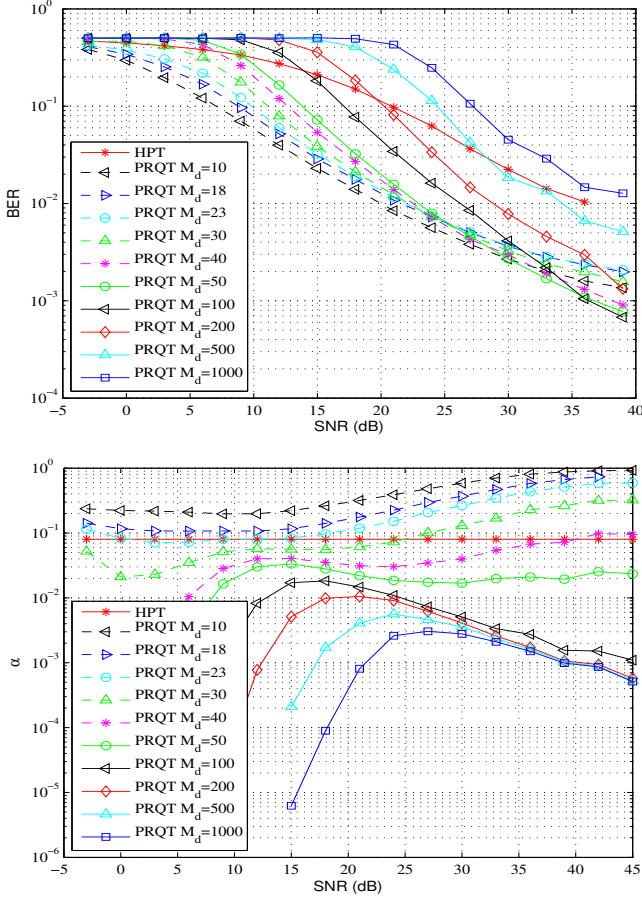 10^0
10^-1
10^-2
10^-3
10^-4
BER
HPT
PRQT M_d=10
PRQT M_d=18
PRQT M_d=23
PRQT M_d=30
PRQT M_d=40
PRQT M_d=50
PRQT M_d=100
PRQT M_d=200
PRQT M_d=500
PRQT M_d=1000
-5 0 5 10 15 20 25 30 35 40
SNR (dB)
10^0
10^-1
10^-2
10^-3
10^-4
10^-5
10^-6
α
HPT
PRQT M_d=10
PRQT M_d=18
PRQT M_d=23
PRQT M_d=30
PRQT M_d=40
PRQT M_d=50
PRQT M_d=100
PRQT M_d=200
PRQT M_d=500
PRQT M_d=1000
-5 0 5 10 15 20 25 30 35 40 45
SNR (dB)